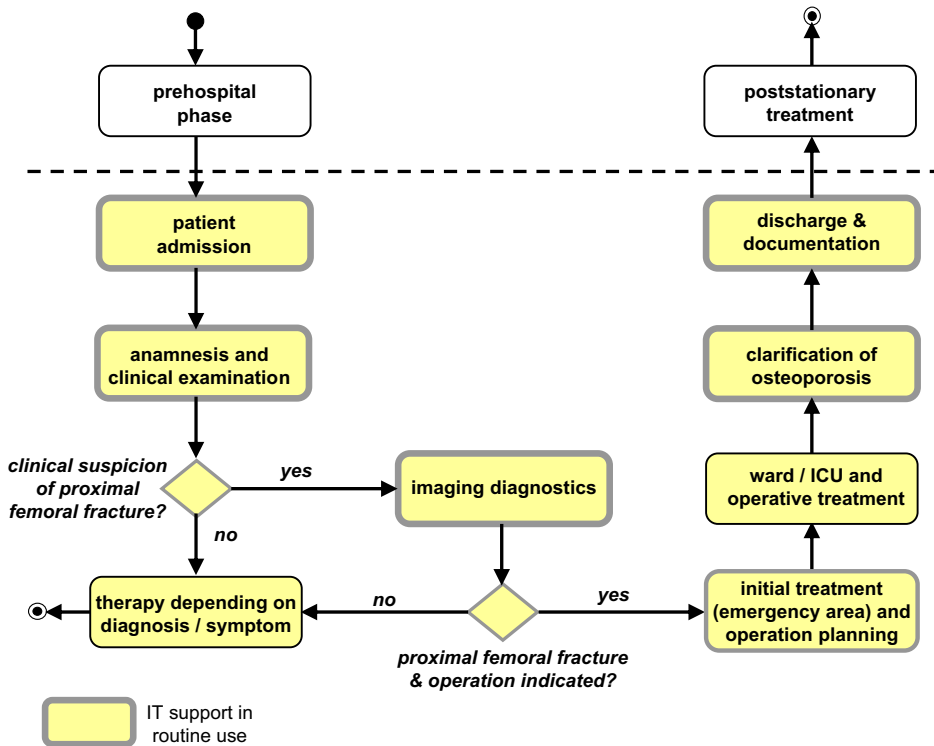 prehospital
phase
poststationary
treatment
patient
admission
discharge &
documentation
anamnesis and
clinical examination
clarification of
osteoporosis
clinical suspicion
of proximal
femoral fracture?
yes
imaging diagnostics
ward / ICU and
operative treatment
no
therapy depending on
diagnosis / symptom
no
yes
initial treatment
(emergency area) and
operation planning
proximal femoral fracture
& operation indicated?
IT support in
routine use